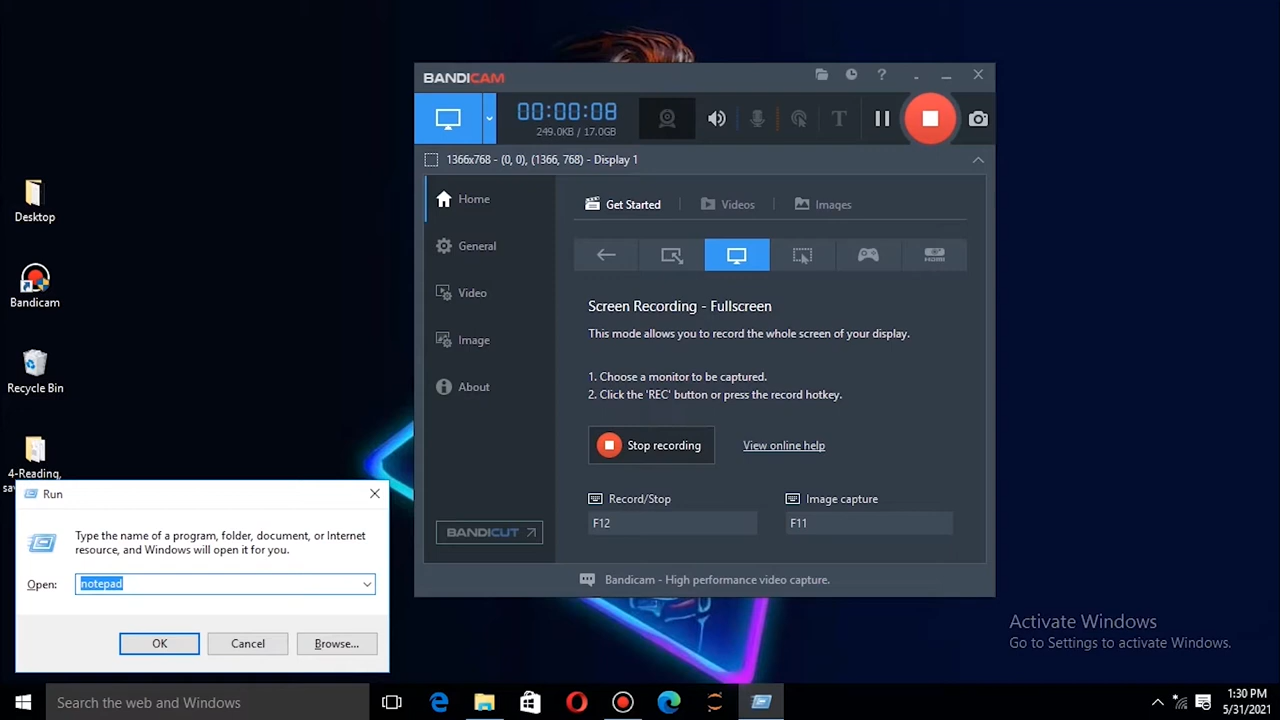 BANDICAM
?
00:00:08
249.0KB / 17.0GB
T
1366x768 - (0, 0), (1366, 768) - Display 1
Home
General
Video
Image
About
BANDICUT
Get Started
Videos
Images
HDMI
Screen Recording - Fullscreen
This mode allows you to record the whole screen of your display.
1. Choose a monitor to be captured.
2. Click the 'REC' button or press the record hotkey.
Stop recording
View online help
Record/Stop
Image capture
F12
F11
Bandicam - High performance video capture.
Desktop
Bandicam
Recycle Bin
4-Reading,
Run
Type the name of a program, folder, document, or Internet
resource, and Windows will open it for you.
Open:
notepad
OK
Cancel
Browse...
Activate Windows
Go to Settings to activate Windows.
Search the web and Windows
1:30 PM
5/31/2021